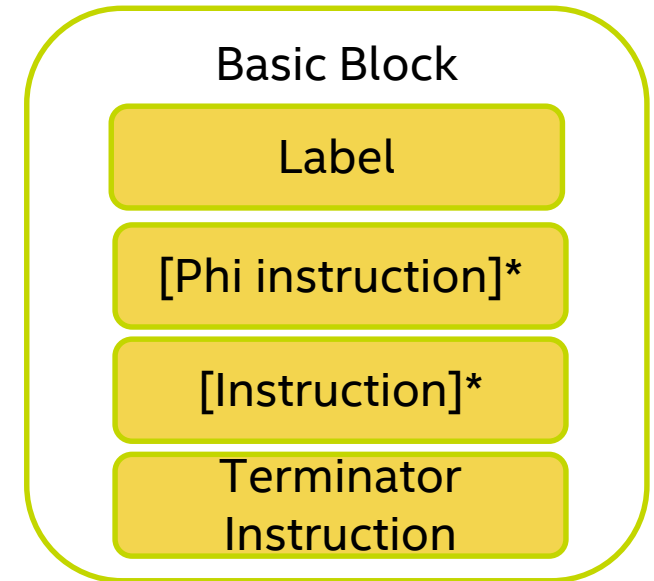 Basic Block
Label
[Phi instruction]*
[Instruction]*
Terminator
Instruction